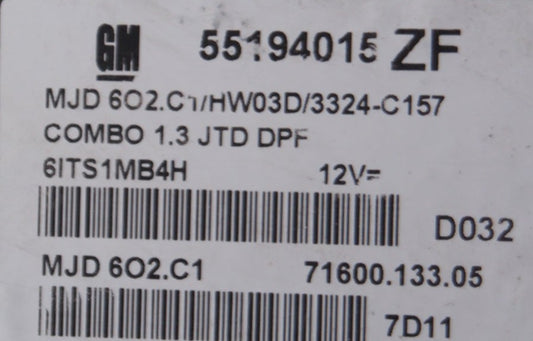 GM 55194015 ZF
MJD 6O2.C1/HW03D/3324-C157
COMBO 1.3 JTD DPF
6ITS1MB4H 12V=
D032
MJD 6O2.C1 71600.133.05
7D11